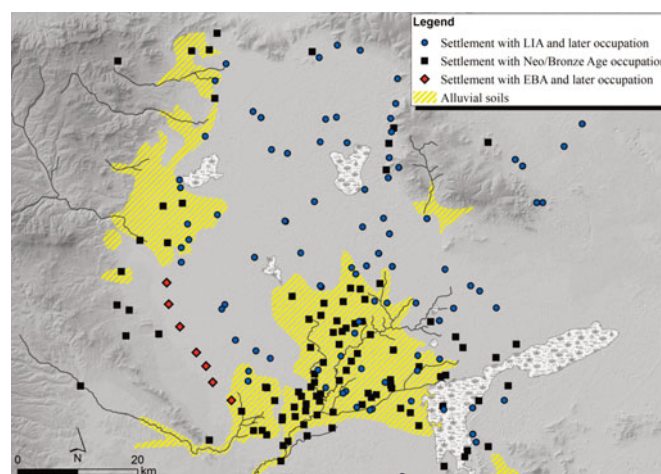 Legend
Settlement with LIA and later occupation
Settlement with Neo/Bronze Age occupation
Settlement with EBA and later occupation
Alluvial soils
N
0 10 20
km